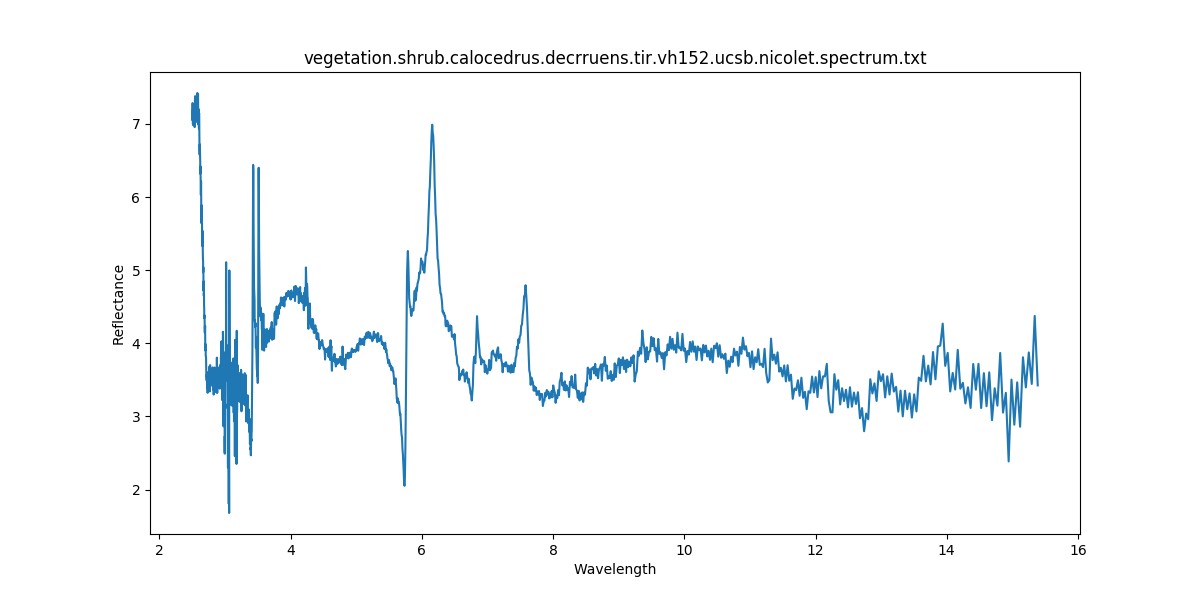 vegetation.shrub.calocedrus.decrruens.tir.vh152.ucsb.nicolet.spectrum.txt
7
6
5
4
3
2
Reflectance
2 4 6 8 10 12 14 16
Wavelength